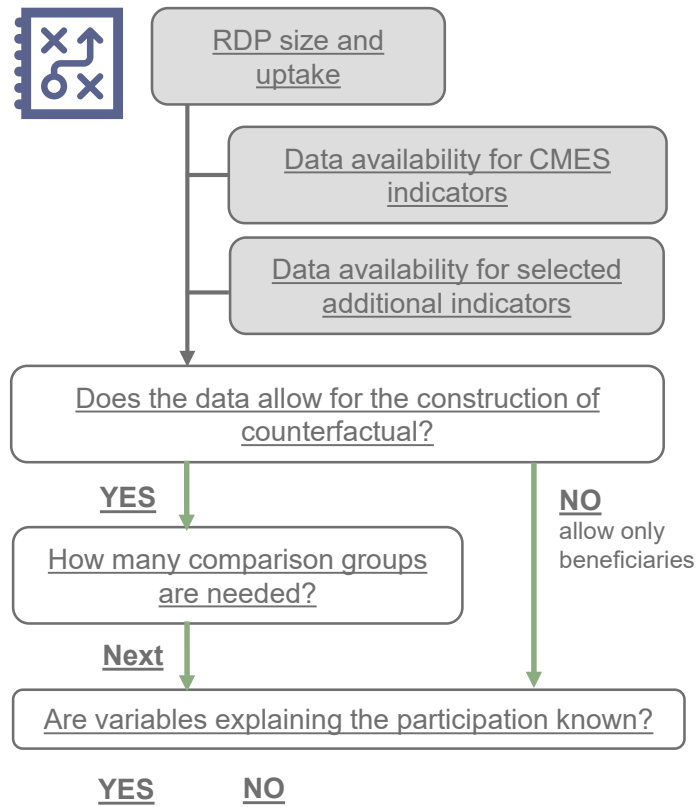 RDP size and
uptake
Data availability for CMES
indicators
Data availability for selected
additional indicators
Does the data allow for the construction of
counterfactual?
YES
NO
allow only
beneficiaries
How many comparison groups
are needed?
Next
Are variables explaining the participation known?
YES
NO